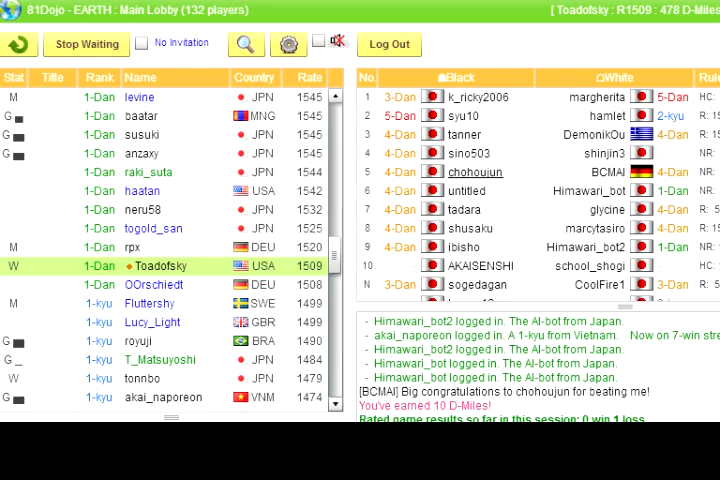 81Dojo - EARTH : Main Lobby (132 players) [ Toadofsky : R1509 : 478 D-Miles
Stop Waiting No Invitation Log Out
Stat Title Rank Name Country Rate
M 1-Dan levine JPN 1545
G 1-Dan baatar MNG 1545
G 1-Dan susuki JPN 1545
G 1-Dan anzaxy JPN 1545
1-Dan raki_suta JPN 1544
1-Dan haatan USA 1542
1-Dan neru58 JPN 1532
1-Dan togold_san JPN 1525
M 1-Dan rpx DEU 1520
W 1-Dan Toadofsky USA 1509
1-Dan OOrschiedt DEU 1508
M 1-kyu Fluttershy SWE 1499
1-kyu Lucy_Light GBR 1499
G 1-kyu royuji BRA 1490
G 1-kyu T_Matsuyoshi JPN 1484
W 1-kyu tonnbo JPN 1479
G 1-kyu akai_naporeon VNM 1474
No. Black White Rule
1 3-Dan k_ricky2006 margherita 5-Dan HC:
2 5-Dan syu10 hamlet 2-kyu R: 15
3 4-Dan tanner DemonikOu 4-Dan R: 15
4 4-Dan sino503 shinjin3 NR:
5 4-Dan chohoujun BCMAI 4-Dan NR:
6 4-Dan untitled Himawari_bot 1-Dan NR:
7 4-Dan tadara glycine 4-Dan R: 5
8 4-Dan shusaku marcytasiro 4-Dan R: 15
9 4-Dan ibisho Himawari_bot2 1-Dan NR:
10 AKAISENSHI school_shogi HC:
N 3-Dan sogedagan CoolFire1 3-Dan R: 5
- Himawari_bot2 logged in. The AI-bot from Japan.
- akai_naporeon logged in. A 1-kyu from Vietnam. Now on 7-win stre
- Himawari_bot logged in. The AI-bot from Japan.
- Himawari_bot logged in. The AI-bot from Japan.
- Himawari_bot logged in. The AI-bot from Japan.
[BCMAI] Big congratulations to chohoujun for beating me!
You've earned 10 D-Miles!
Rated game results so far in this session: 0 win 1 loss